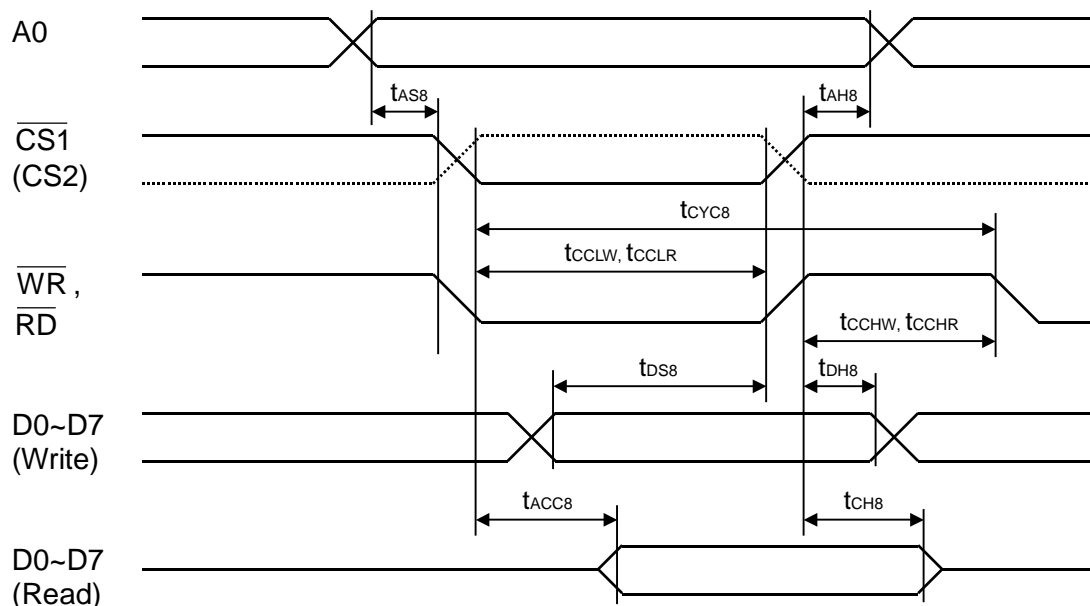 A0
tAS8
tAH8
CS1
(CS2)
tCYC8
tCCLW, tCCLR
WR ,
RD
tCCHW, tCCHR
tDS8
tDH8
D0~D7
(Write)
tACC8
tCH8
D0~D7
(Read)